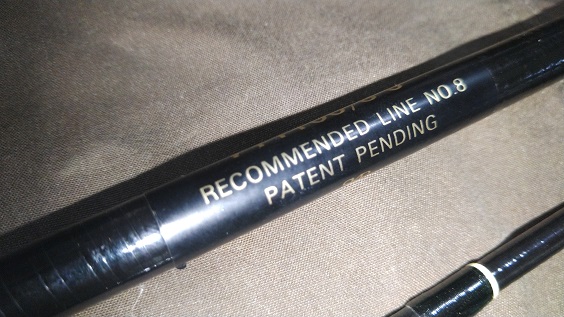 RECOMMENDED LINE NO.8
PATENT PENDING